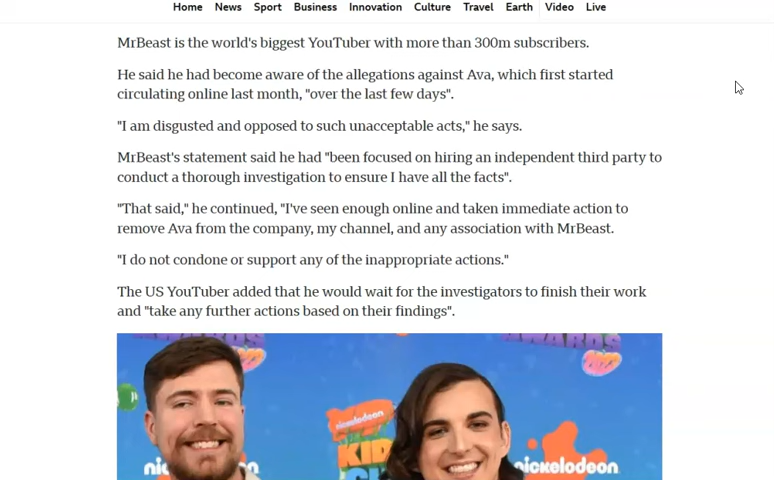 Home News Sport Business Innovation Culture Travel Earth Video Live
MrBeast is the world's biggest YouTuber with more than 300m subscribers.
He said he had become aware of the allegations against Ava, which first started
circulating online last month, "over the last few days".
"I am disgusted and opposed to such unacceptable acts," he says.
MrBeast's statement said he had "been focused on hiring an independent third party to
conduct a thorough investigation to ensure I have all the facts".
"That said," he continued, "I've seen enough online and taken immediate action to
remove Ava from the company, my channel, and any association with MrBeast.
"I do not condone or support any of the inappropriate actions."
The US YouTuber added that he would wait for the investigators to finish their work
and "take any further actions based on their findings".
AWARDS
nickelodeon
KID
nickelodeon